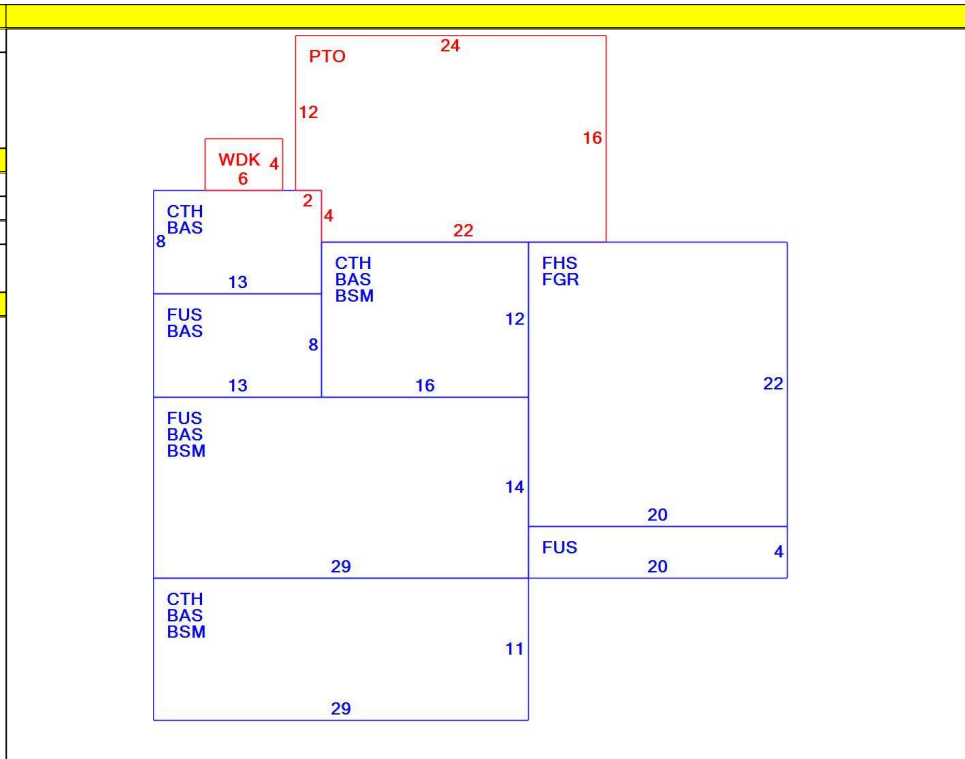 24
PTO
12
16
WDK 4
6
2
4
CTH
BAS
8
22
13
CTH
BAS
BSM
FHS
FGR
FUS
BAS
12
8
13
16
22
FUS
BAS
BSM
14
20
FUS
4
29
20
CTH
BAS
BSM
11
29